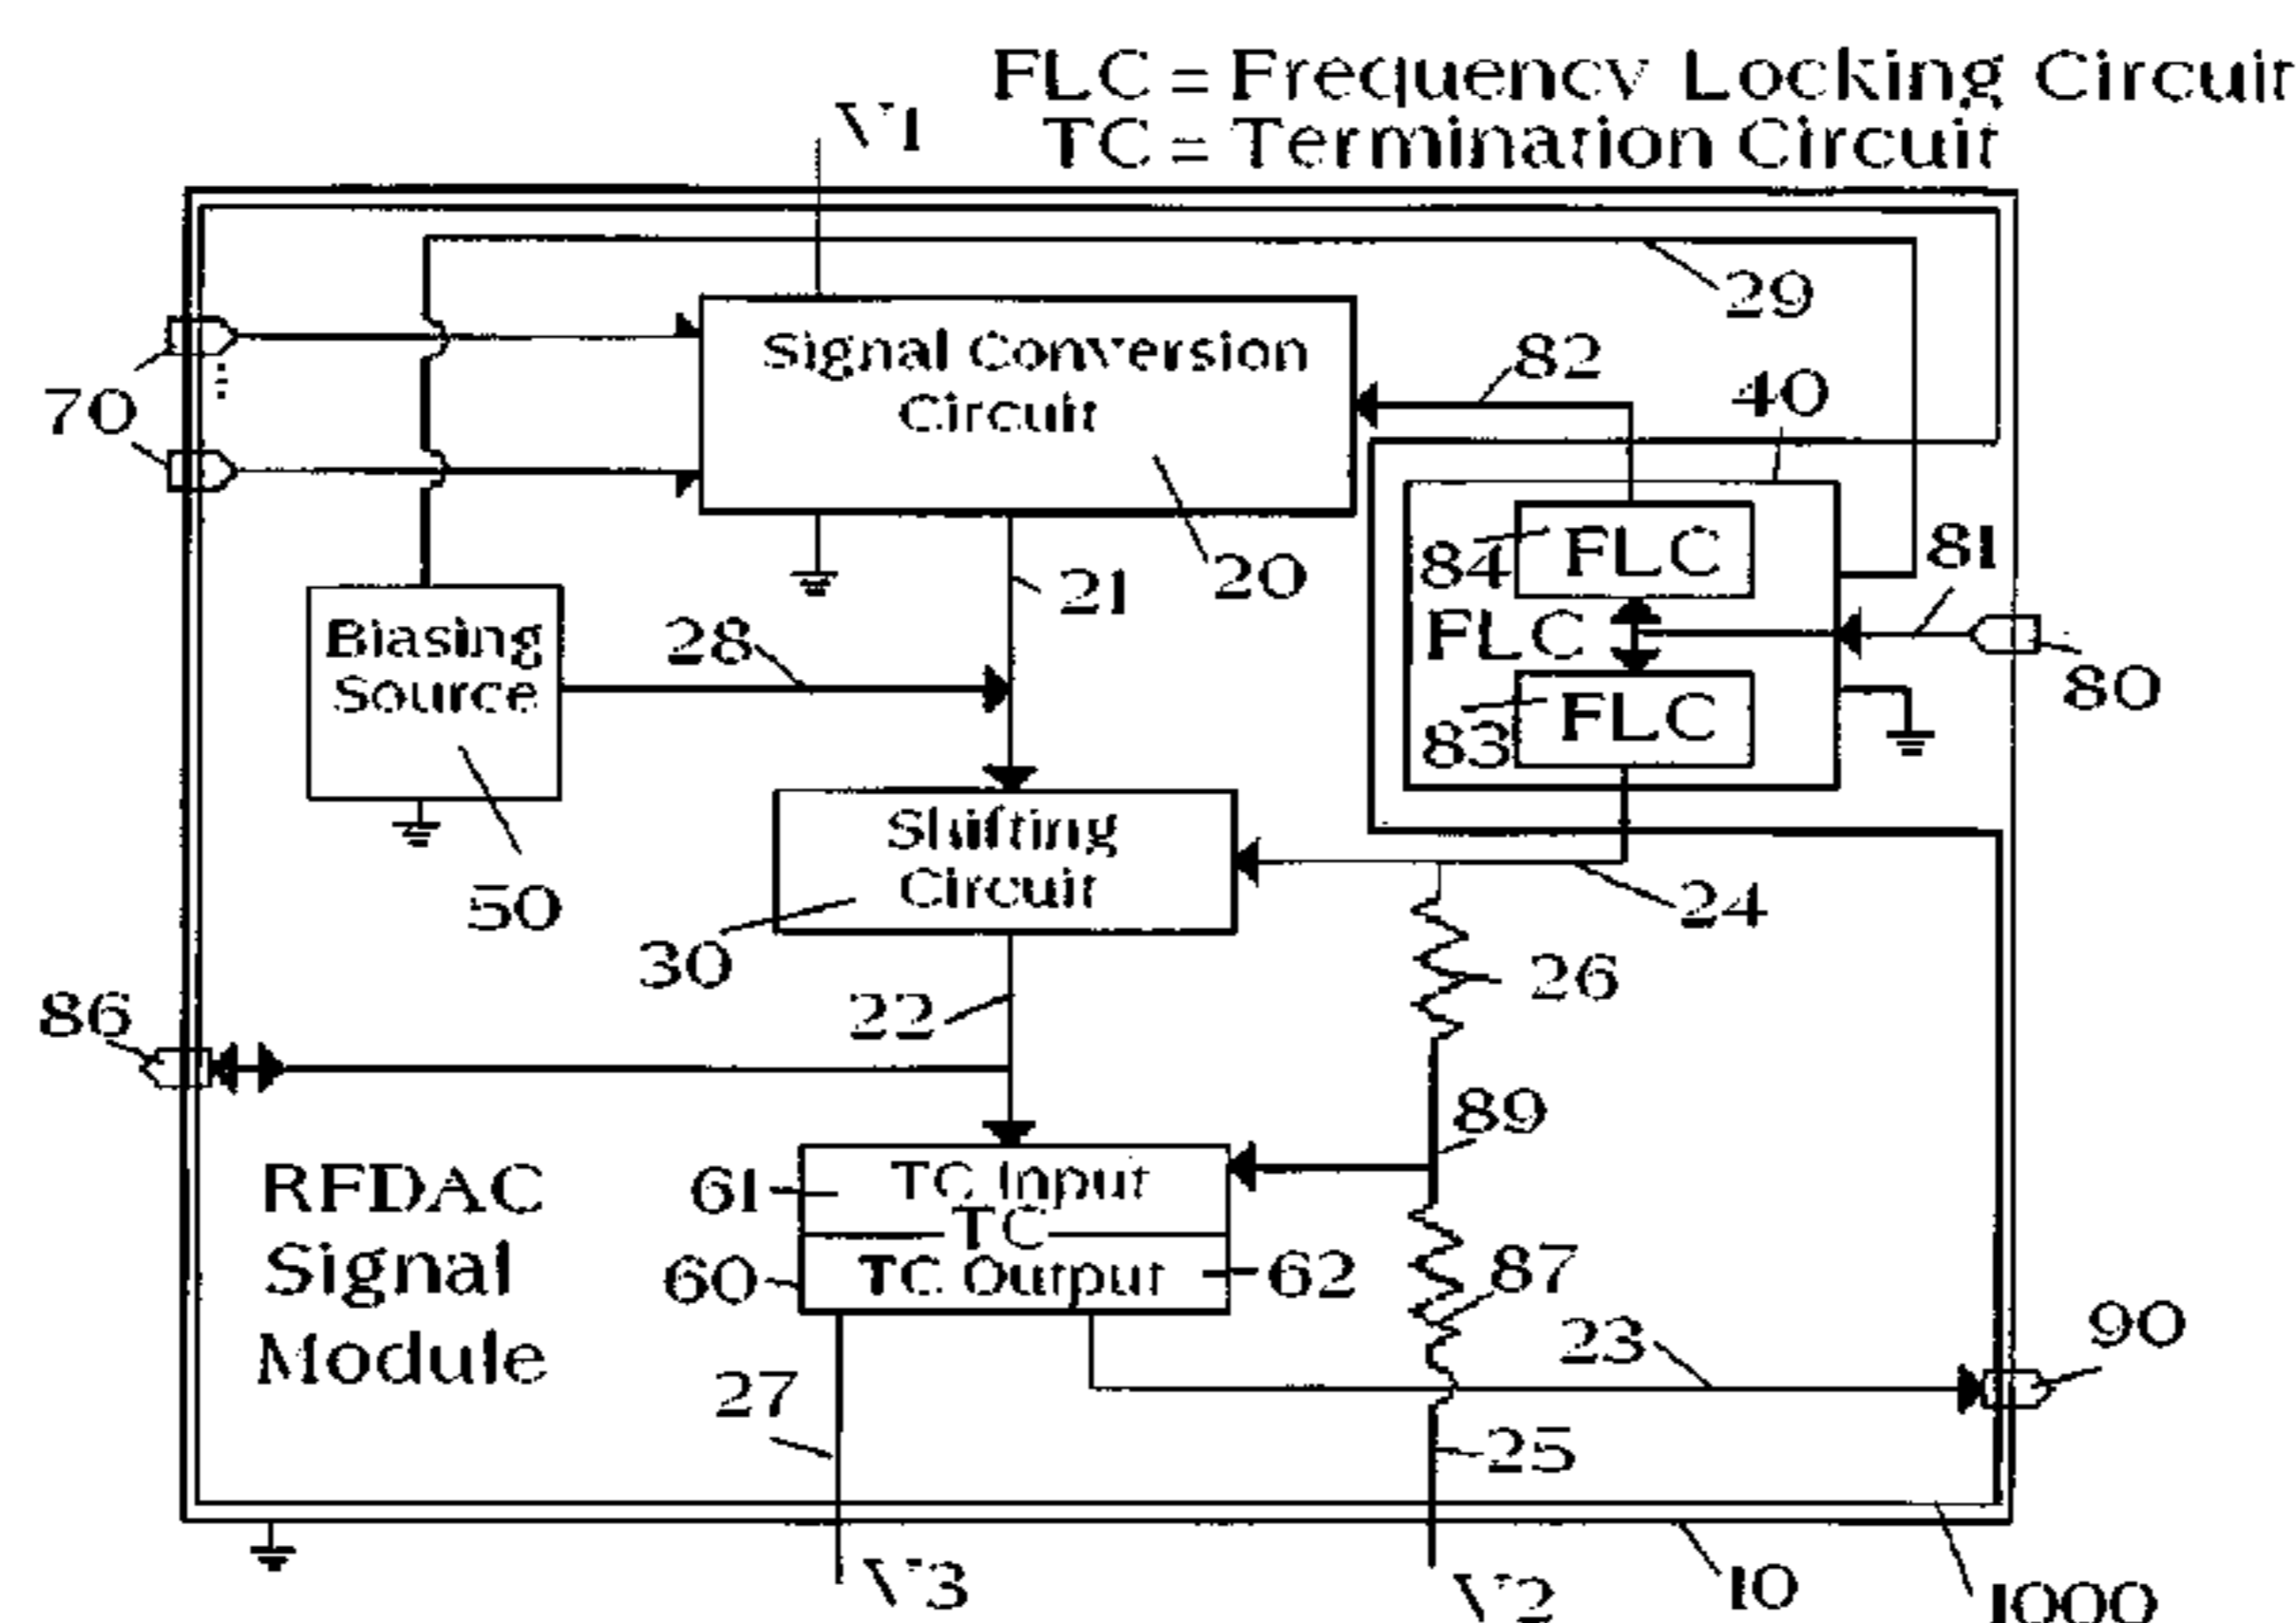 FLC = Frequency Locking Circuit
V1
TC = Termination Circuit
29
Signal Conversion
Circuit
82
40
70
84
FLC
81
21
20
Biasing
Source
28
FLC
80
83
FLC
Shifting
Circuit
50
30
24
26
22
86
89
RFDAC
Signal
Module
61
TC Input
TC
60
TC Output
62
87
90
23
27
25
V3
V2
10
1000